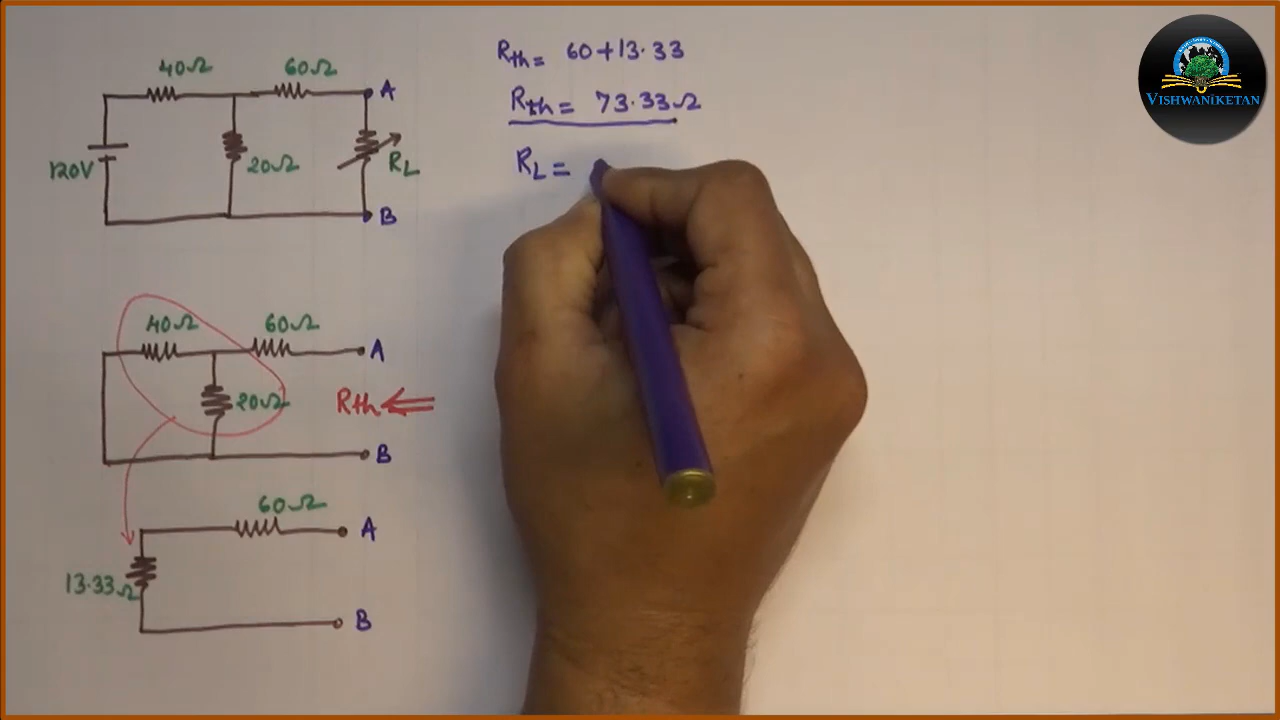 40Ω
60Ω
A
120V
20Ω
RL
B
40Ω
60Ω
A
20Ω
Rth
B
60Ω
A
13.33Ω
B
Rth = 60+13.33
Rth = 73.33Ω
RL =
VISHWANIKETAN